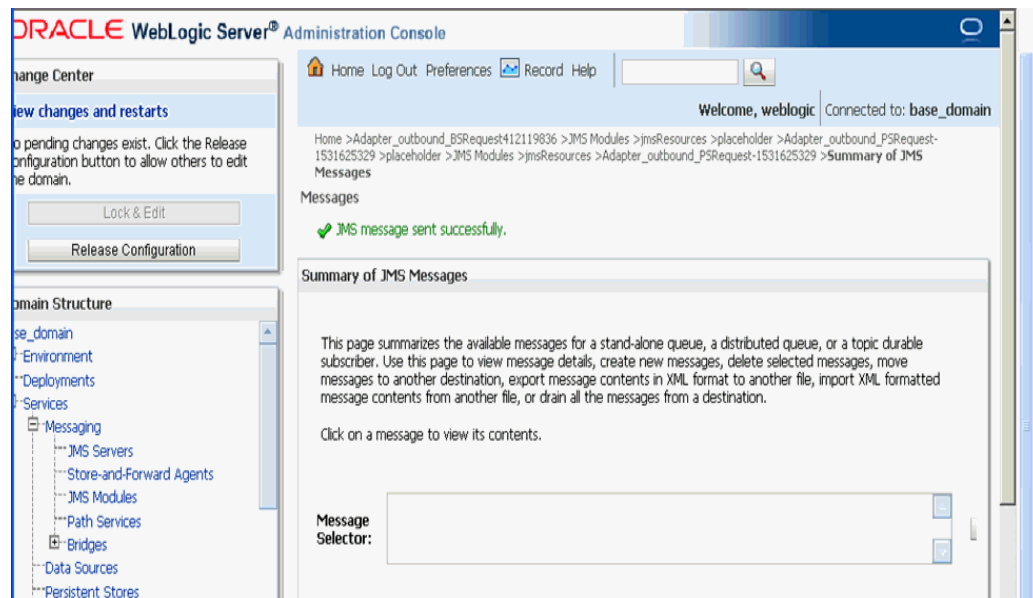 ORACLE WebLogic Server® Administration Console
hange Center
iew changes and restarts
o pending changes exist. Click the Release
onfiguration button to allow others to edit
he domain.
Lock & Edit
Release Configuration
omain Structure
se_domain
Environment
Deployments
Services
Messaging
JMS Servers
Store-and-Forward Agents
JMS Modules
Path Services
Bridges
Data Sources
Persistent Stores
Home Log Out Preferences Record Help
Welcome, weblogic Connected to: base_domain
Home >Adapter_outbound_BSRequest412119836 >JMS Modules >jmsResources >placeholder >Adapter_outbound_PSRequest-
1531625329 >placeholder >JMS Modules >jmsResources >Adapter_outbound_PSRequest-1531625329 >Summary of JMS
Messages
Messages
JMS message sent successfully.
Summary of JMS Messages
This page summarizes the available messages for a stand-alone queue, a distributed queue, or a topic durable
subscriber. Use this page to view message details, create new messages, delete selected messages, move
messages to another destination, export message contents in XML format to another file, import XML formatted
message contents from another file, or drain all the messages from a destination.
Click on a message to view its contents.
Message
Selector: